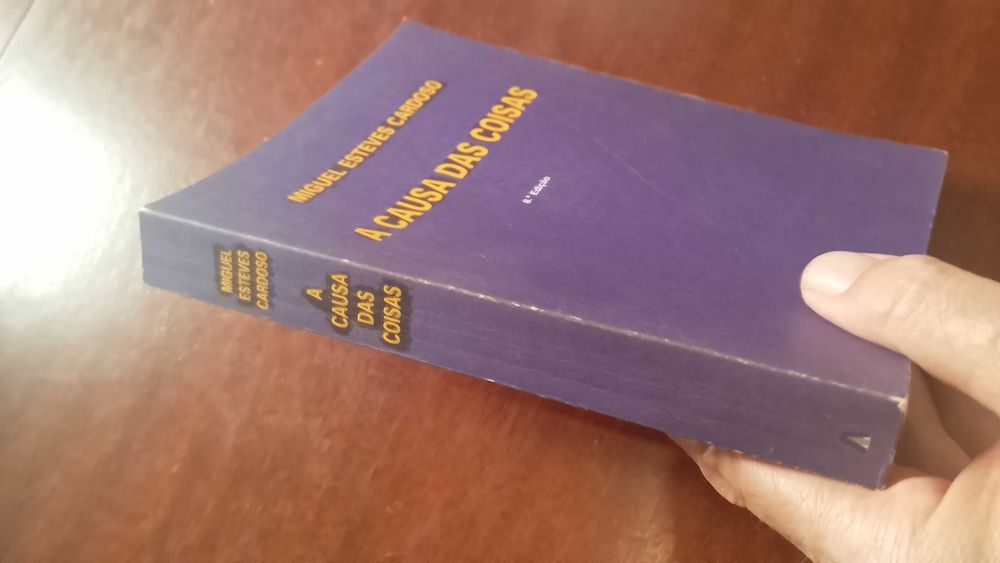 MIGUEL ESTEVES CARDOSO
A CAUSA DAS COISAS
8.ª Edição
MIGUEL
ESTEVES
CARDOSO
A
CAUSA
DAS
COISAS